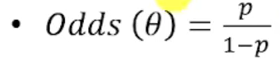 • Odds (θ) = p/1−p